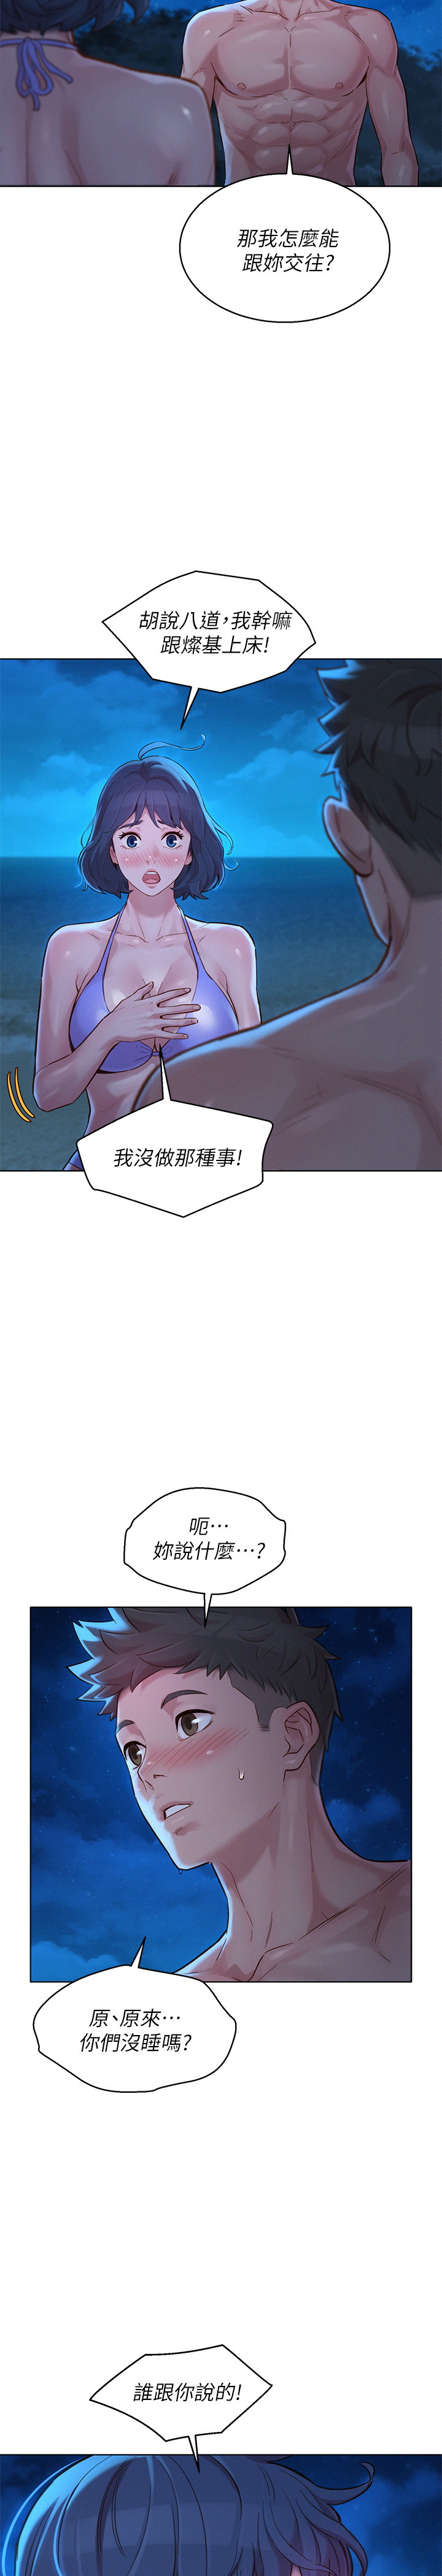 那我怎麼能
跟妳交往?
胡說八道，我幹嘛
跟燦基上床!
我沒做那種事!
呃…
妳說什麼…?
原、原來…
你們沒睡嗎?
誰跟你說的!